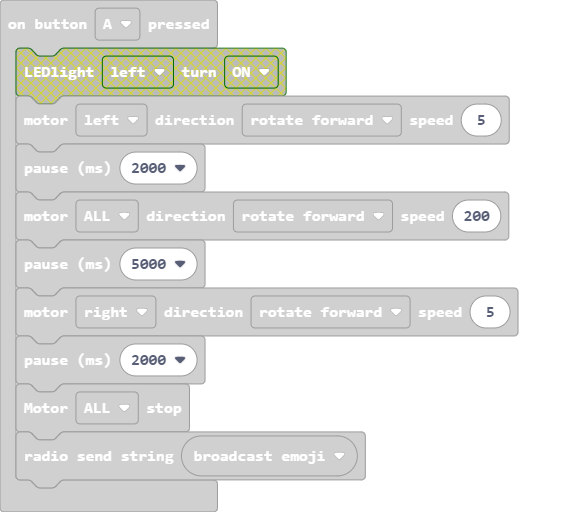 on button A pressed
LEDlight left turn ON
motor left direction rotate forward speed 5
pause (ms) 2000
motor ALL direction rotate forward speed 200
pause (ms) 5000
motor right direction rotate forward speed 5
pause (ms) 2000
Motor ALL stop
radio send string broadcast emoji